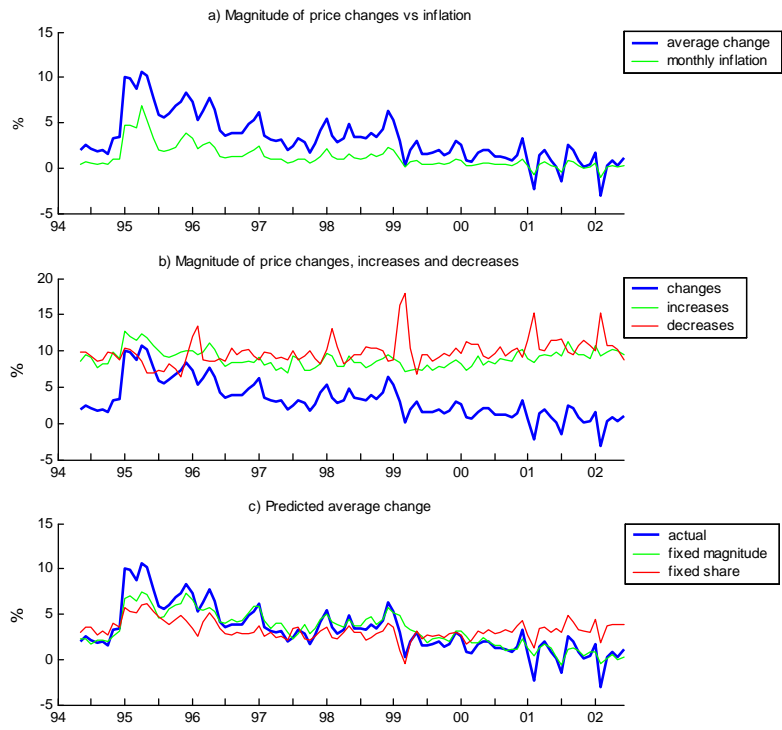 a) Magnitude of price changes vs inflation
15
10
5
0
-5
%
94 95 96 97 98 99 00 01 02
average change
monthly inflation
b) Magnitude of price changes, increases and decreases
20
15
10
5
0
-5
%
94 95 96 97 98 99 00 01 02
changes
increases
decreases
c) Predicted average change
15
10
5
0
-5
%
94 95 96 97 98 99 00 01 02
actual
fixed magnitude
fixed share